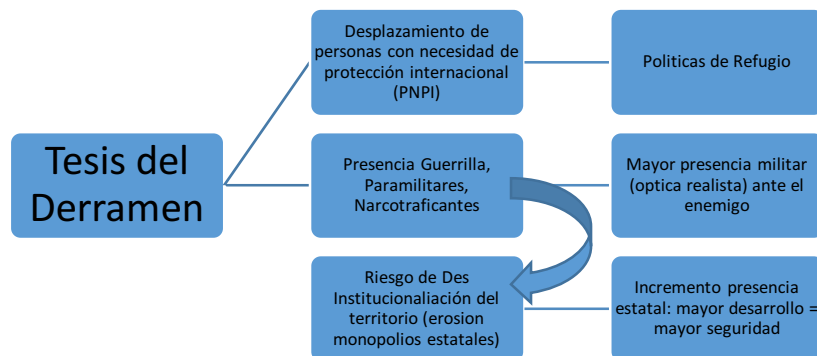 Tesis del
Derramen
Desplazamiento de
personas con necesidad de
protección internacional
(PNPI)
Politicas de Refugio
Presencia Guerrilla,
Paramilitares,
Narcotraficantes
Mayor presencia militar
(optica realista) ante el
enemigo
Riesgo de Des
Institucionaliación del
territorio (erosion
monopolios estatales)
Incremento presencia
estatal: mayor desarrollo =
mayor seguridad